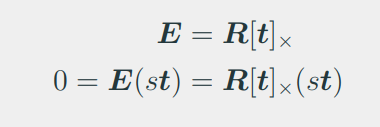 E = R[t]×
0 = E(st) = R[t]×(st)